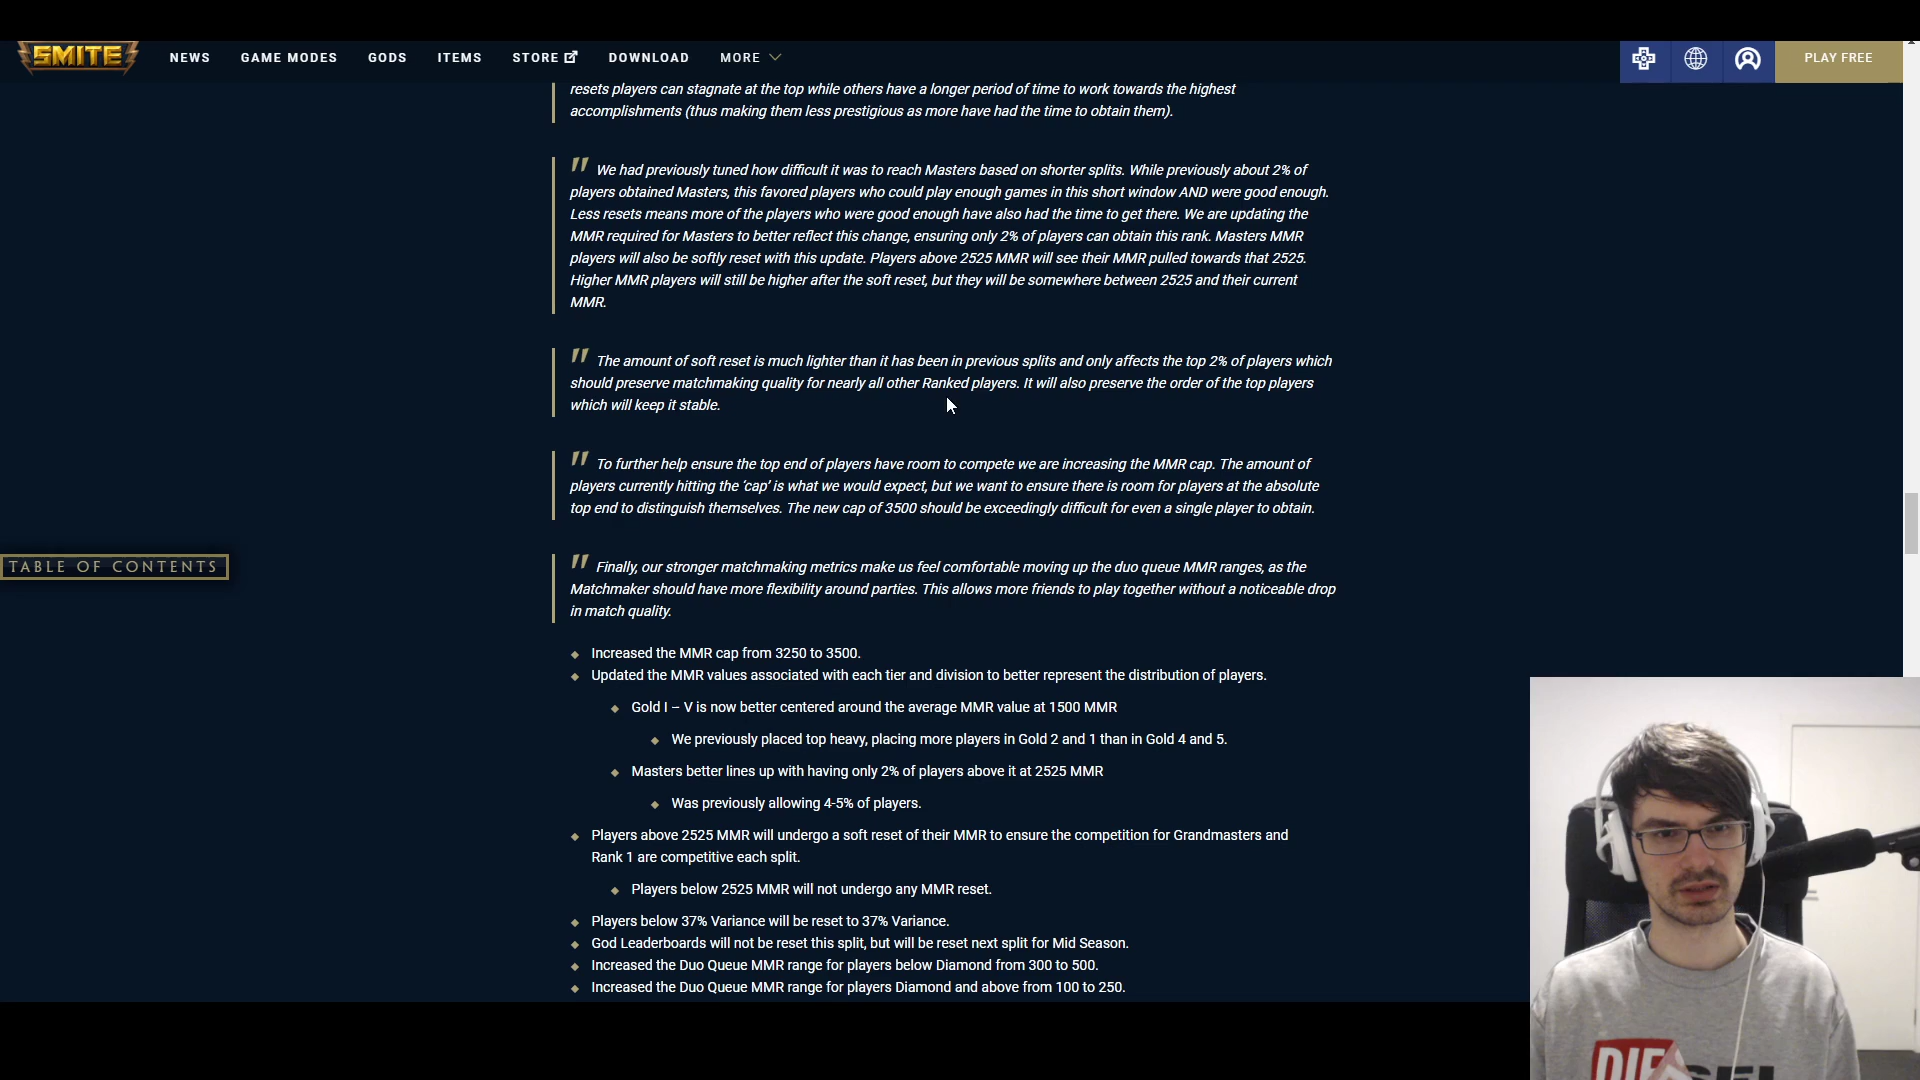 SMITE
NEWS
GAME MODES
GODS
ITEMS
STORE
DOWNLOAD
MORE
PLAY FREE
resets players can stagnate at the top while others have a longer period of time to work towards the highest
accomplishments (thus making them less prestigious as more have had the time to obtain them).
" We had previously tuned how difficult it was to reach Masters based on shorter splits. While previously about 2% of
players obtained Masters, this favored players who could play enough games in this short window AND were good enough.
Less resets means more of the players who were good enough have also had the time to get there. We are updating the
MMR required for Masters to better reflect this change, ensuring only 2% of players can obtain this rank. Masters MMR
players will also be softly reset with this update. Players above 2525 MMR will see their MMR pulled towards that 2525.
Higher MMR players will still be higher after the soft reset, but they will be somewhere between 2525 and their current
MMR.
" The amount of soft reset is much lighter than it has been in previous splits and only affects the top 2% of players which
should preserve matchmaking quality for nearly all other Ranked players. It will also preserve the order of the top players
which will keep it stable.
" To further help ensure the top end of players have room to compete we are increasing the MMR cap. The amount of
players currently hitting the ‘cap’ is what we would expect, but we want to ensure there is room for players at the absolute
top end to distinguish themselves. The new cap of 3500 should be exceedingly difficult for even a single player to obtain.
TABLE OF CONTENTS
" Finally, our stronger matchmaking metrics make us feel comfortable moving up the duo queue MMR ranges, as the
Matchmaker should have more flexibility around parties. This allows more friends to play together without a noticeable drop
in match quality.
Increased the MMR cap from 3250 to 3500.
Updated the MMR values associated with each tier and division to better represent the distribution of players.
Gold I – V is now better centered around the average MMR value at 1500 MMR
We previously placed top heavy, placing more players in Gold 2 and 1 than in Gold 4 and 5.
Masters better lines up with having only 2% of players above it at 2525 MMR
Was previously allowing 4-5% of players.
Players above 2525 MMR will undergo a soft reset of their MMR to ensure the competition for Grandmasters and
Rank 1 are competitive each split.
Players below 2525 MMR will not undergo any MMR reset.
Players below 37% Variance will be reset to 37% Variance.
God Leaderboards will not be reset this split, but will be reset next split for Mid Season.
Increased the Duo Queue MMR range for players below Diamond from 300 to 500.
Increased the Duo Queue MMR range for players Diamond and above from 100 to 250.